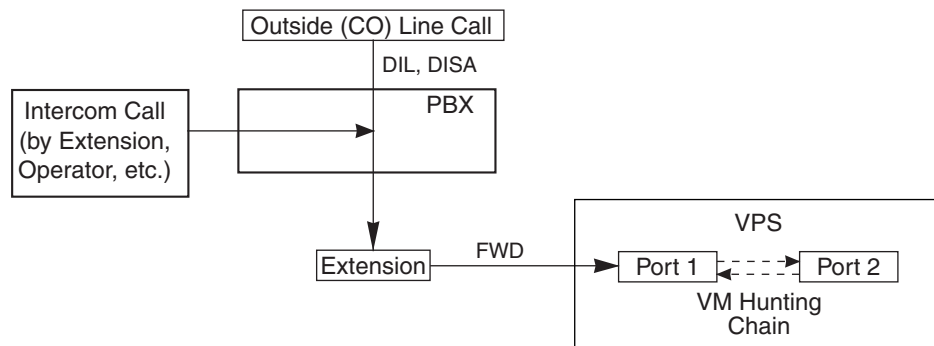 Outside (CO) Line Call
DIL, DISA
PBX
Intercom Call
(by Extension,
Operator, etc.)
VPS
Extension
FWD
Port 1
Port 2
VM Hunting
Chain